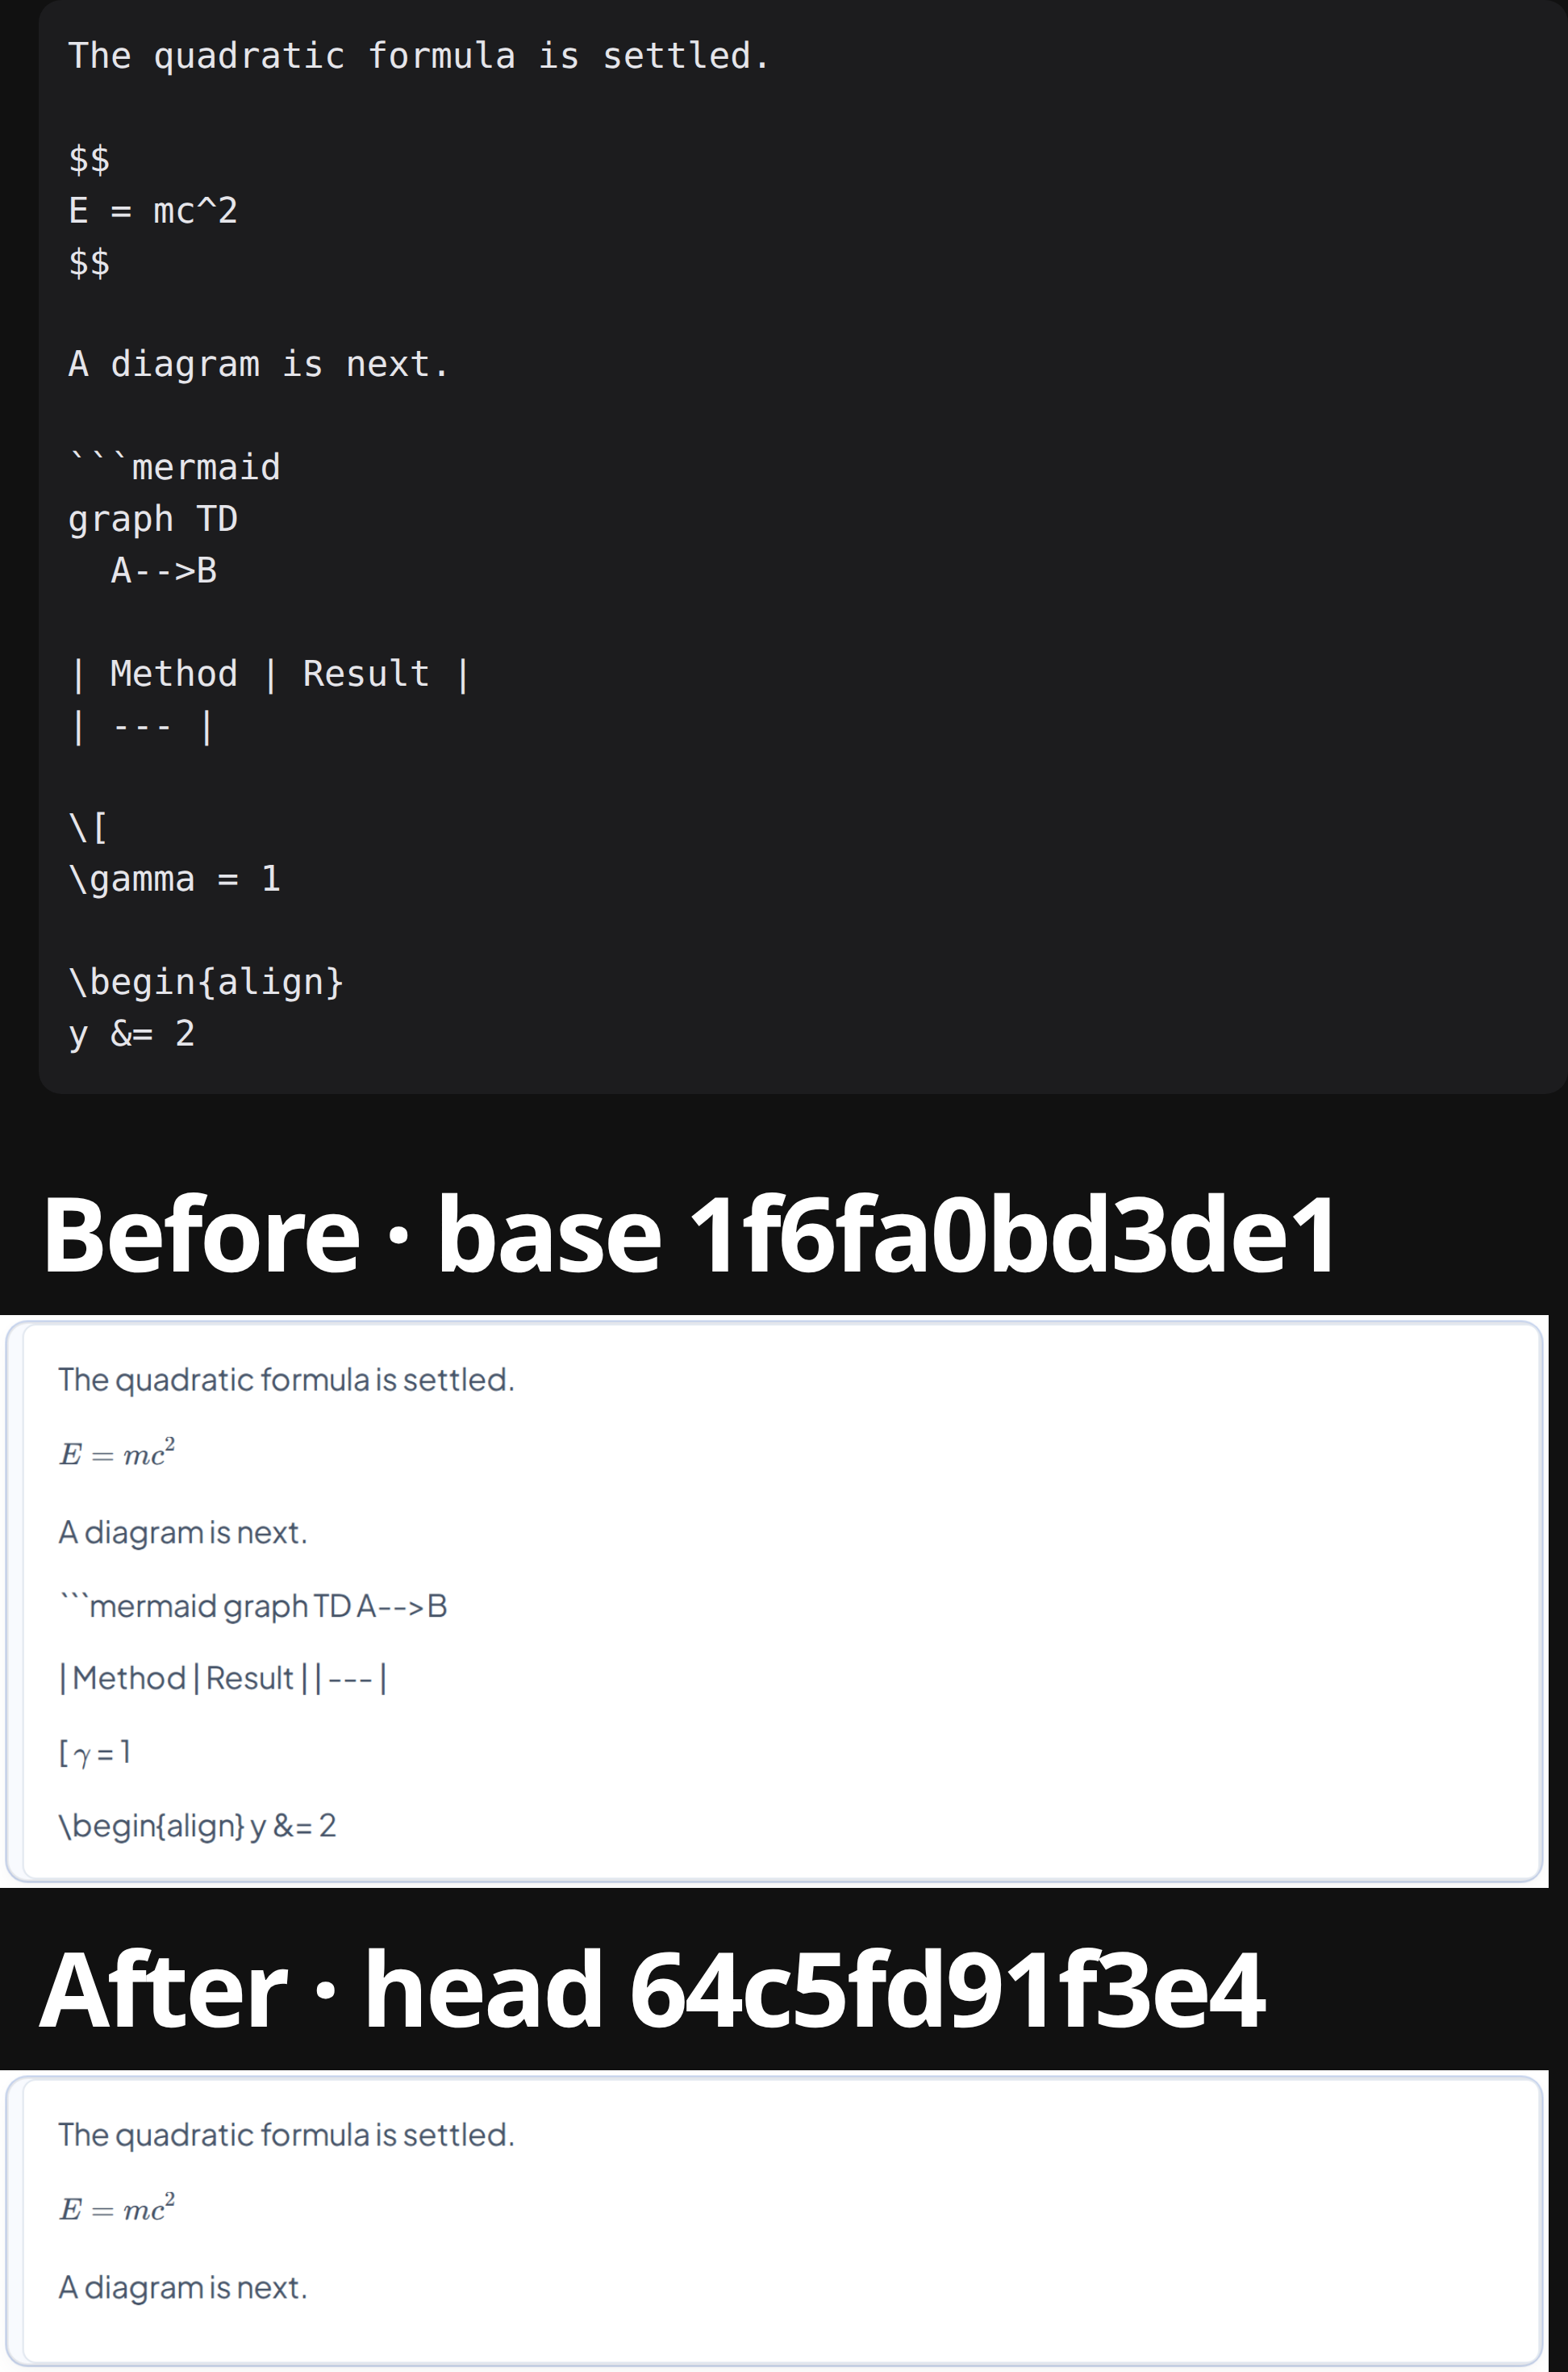 The quadratic formula is settled.
$$
E = mc^2
$$
A diagram is next.
```mermaid
graph TD
  A-->B
| Method | Result |
| --- |
\[
\gamma = 1
\begin{align}
y &= 2
Before · base 1f6fa0bd3de1
The quadratic formula is settled.
E = mc²
A diagram is next.
```mermaid graph TD A-->B
| Method | Result | | --- |
[ γ = 1
\begin{align} y &= 2
After · head 64c5fd91f3e4
The quadratic formula is settled.
E = mc²
A diagram is next.